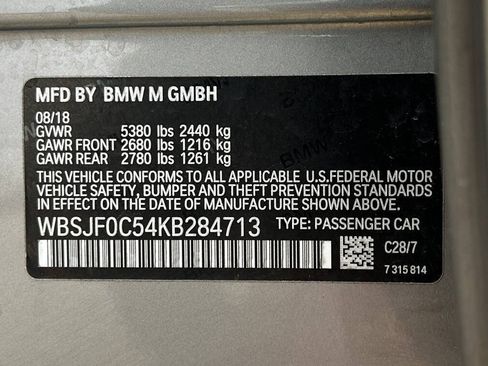 MFD BY BMW M GMBH
08/18
GVWR 5380 lbs 2440 kg
GAWR FRONT 2680 lbs 1216 kg
GAWR REAR 2780 lbs 1261 kg
THIS VEHICLE CONFORMS TO ALL APPLICABLE U.S.FEDERAL MOTOR
VEHICLE SAFETY, BUMPER, AND THEFT PREVENTION STANDARDS
IN EFFECT ON THE DATE OF MANUFACTURE SHOWN ABOVE.
WBSJF0C54KB284713 TYPE: PASSENGER CAR
C28/7
7 315 814